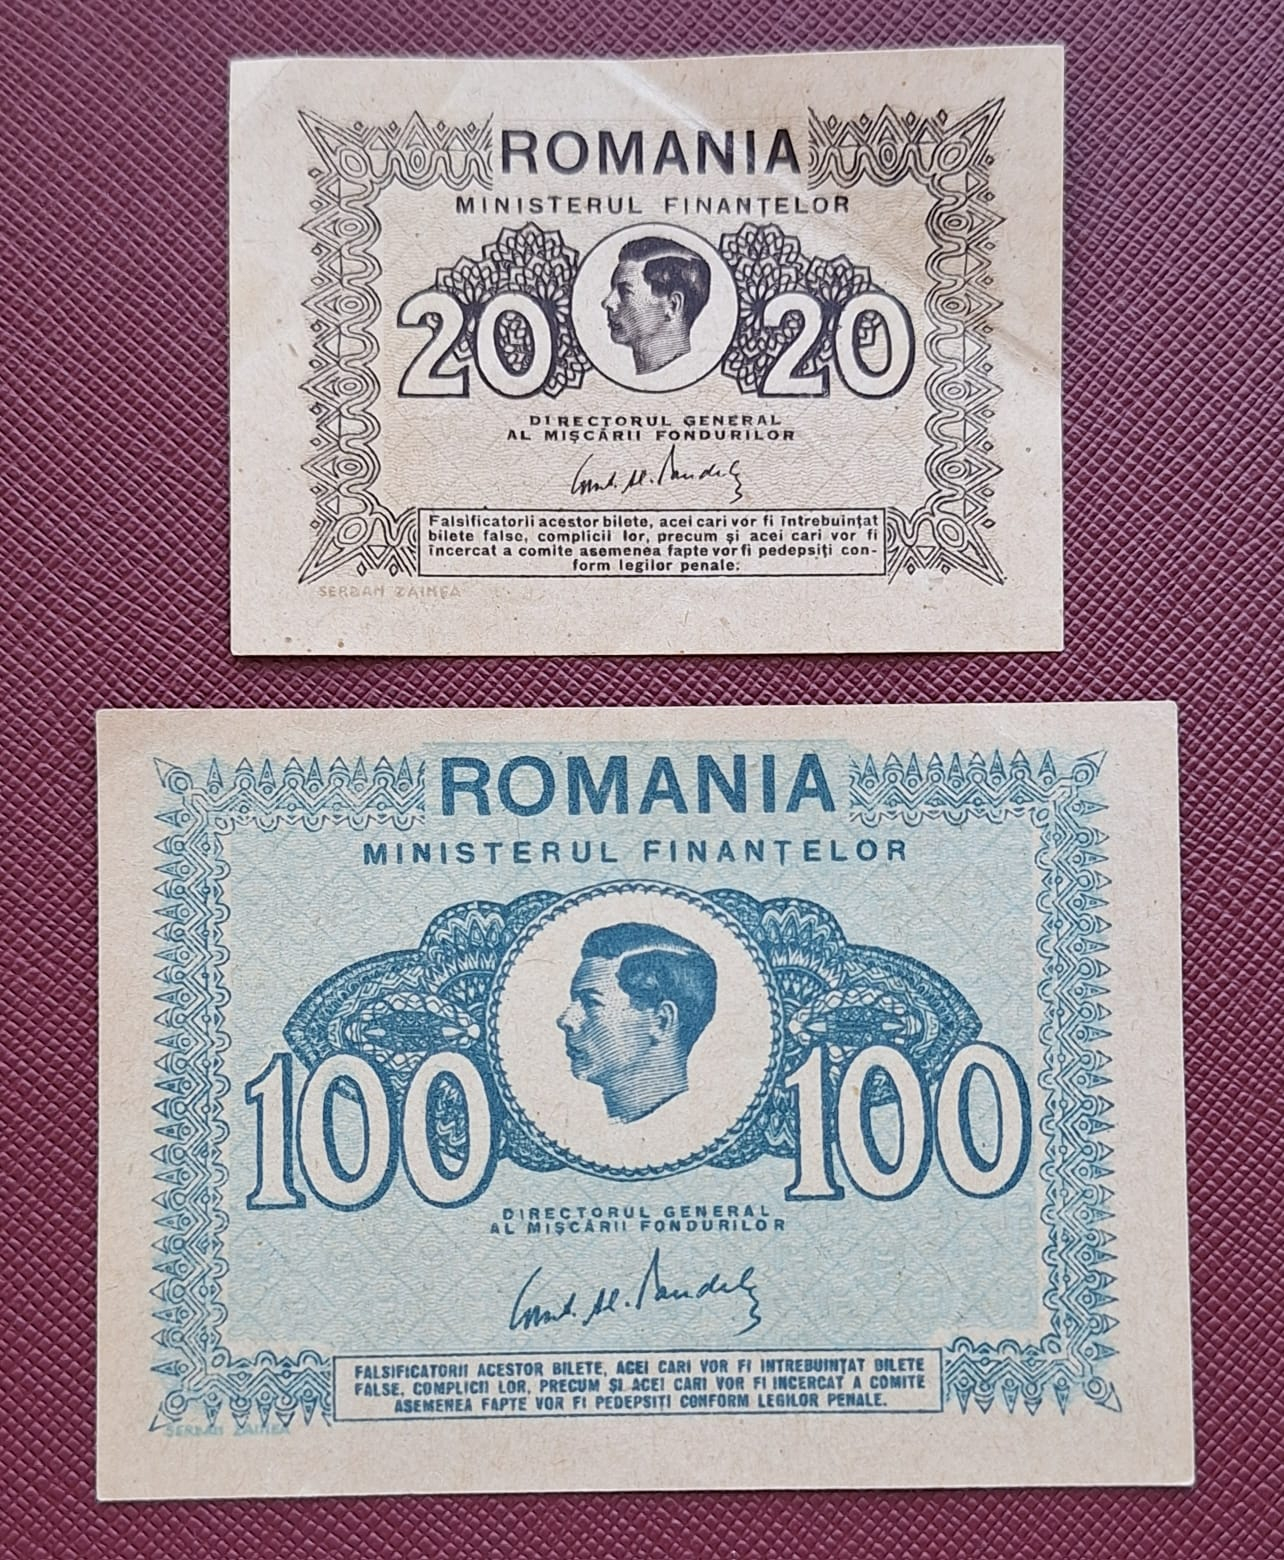 ROMANIA
MINISTERUL FINANȚELOR
20 20
DIRECTORUL GENERAL
AL MIȘCĂRII FONDURILOR
Falsificatorii acestor bilete, acei cari vor fi întrebuințat
bilete false, complicii lor, precum și acei cari vor fi
încercat a comite asemenea fapte vor fi pedepsiți con-
form legilor penale.
SERBAN ZAINEA
ROMANIA
MINISTERUL FINANȚELOR
100 100
DIRECTORUL GENERAL
AL MIȘCĂRII FONDURILOR
FALSIFICATORII ACESTOR BILETE, ACEI CARI VOR FI INTREBUINȚAT BILETE
FALSE, COMPLICII LOR, PRECUM ȘI ACEI CARI VOR FI INCERCAT A COMITE
ASEMENEA FAPTE VOR FI PEDEPSITI CONFORM LEGILOR PENALE.
SERBAN ZAINEA